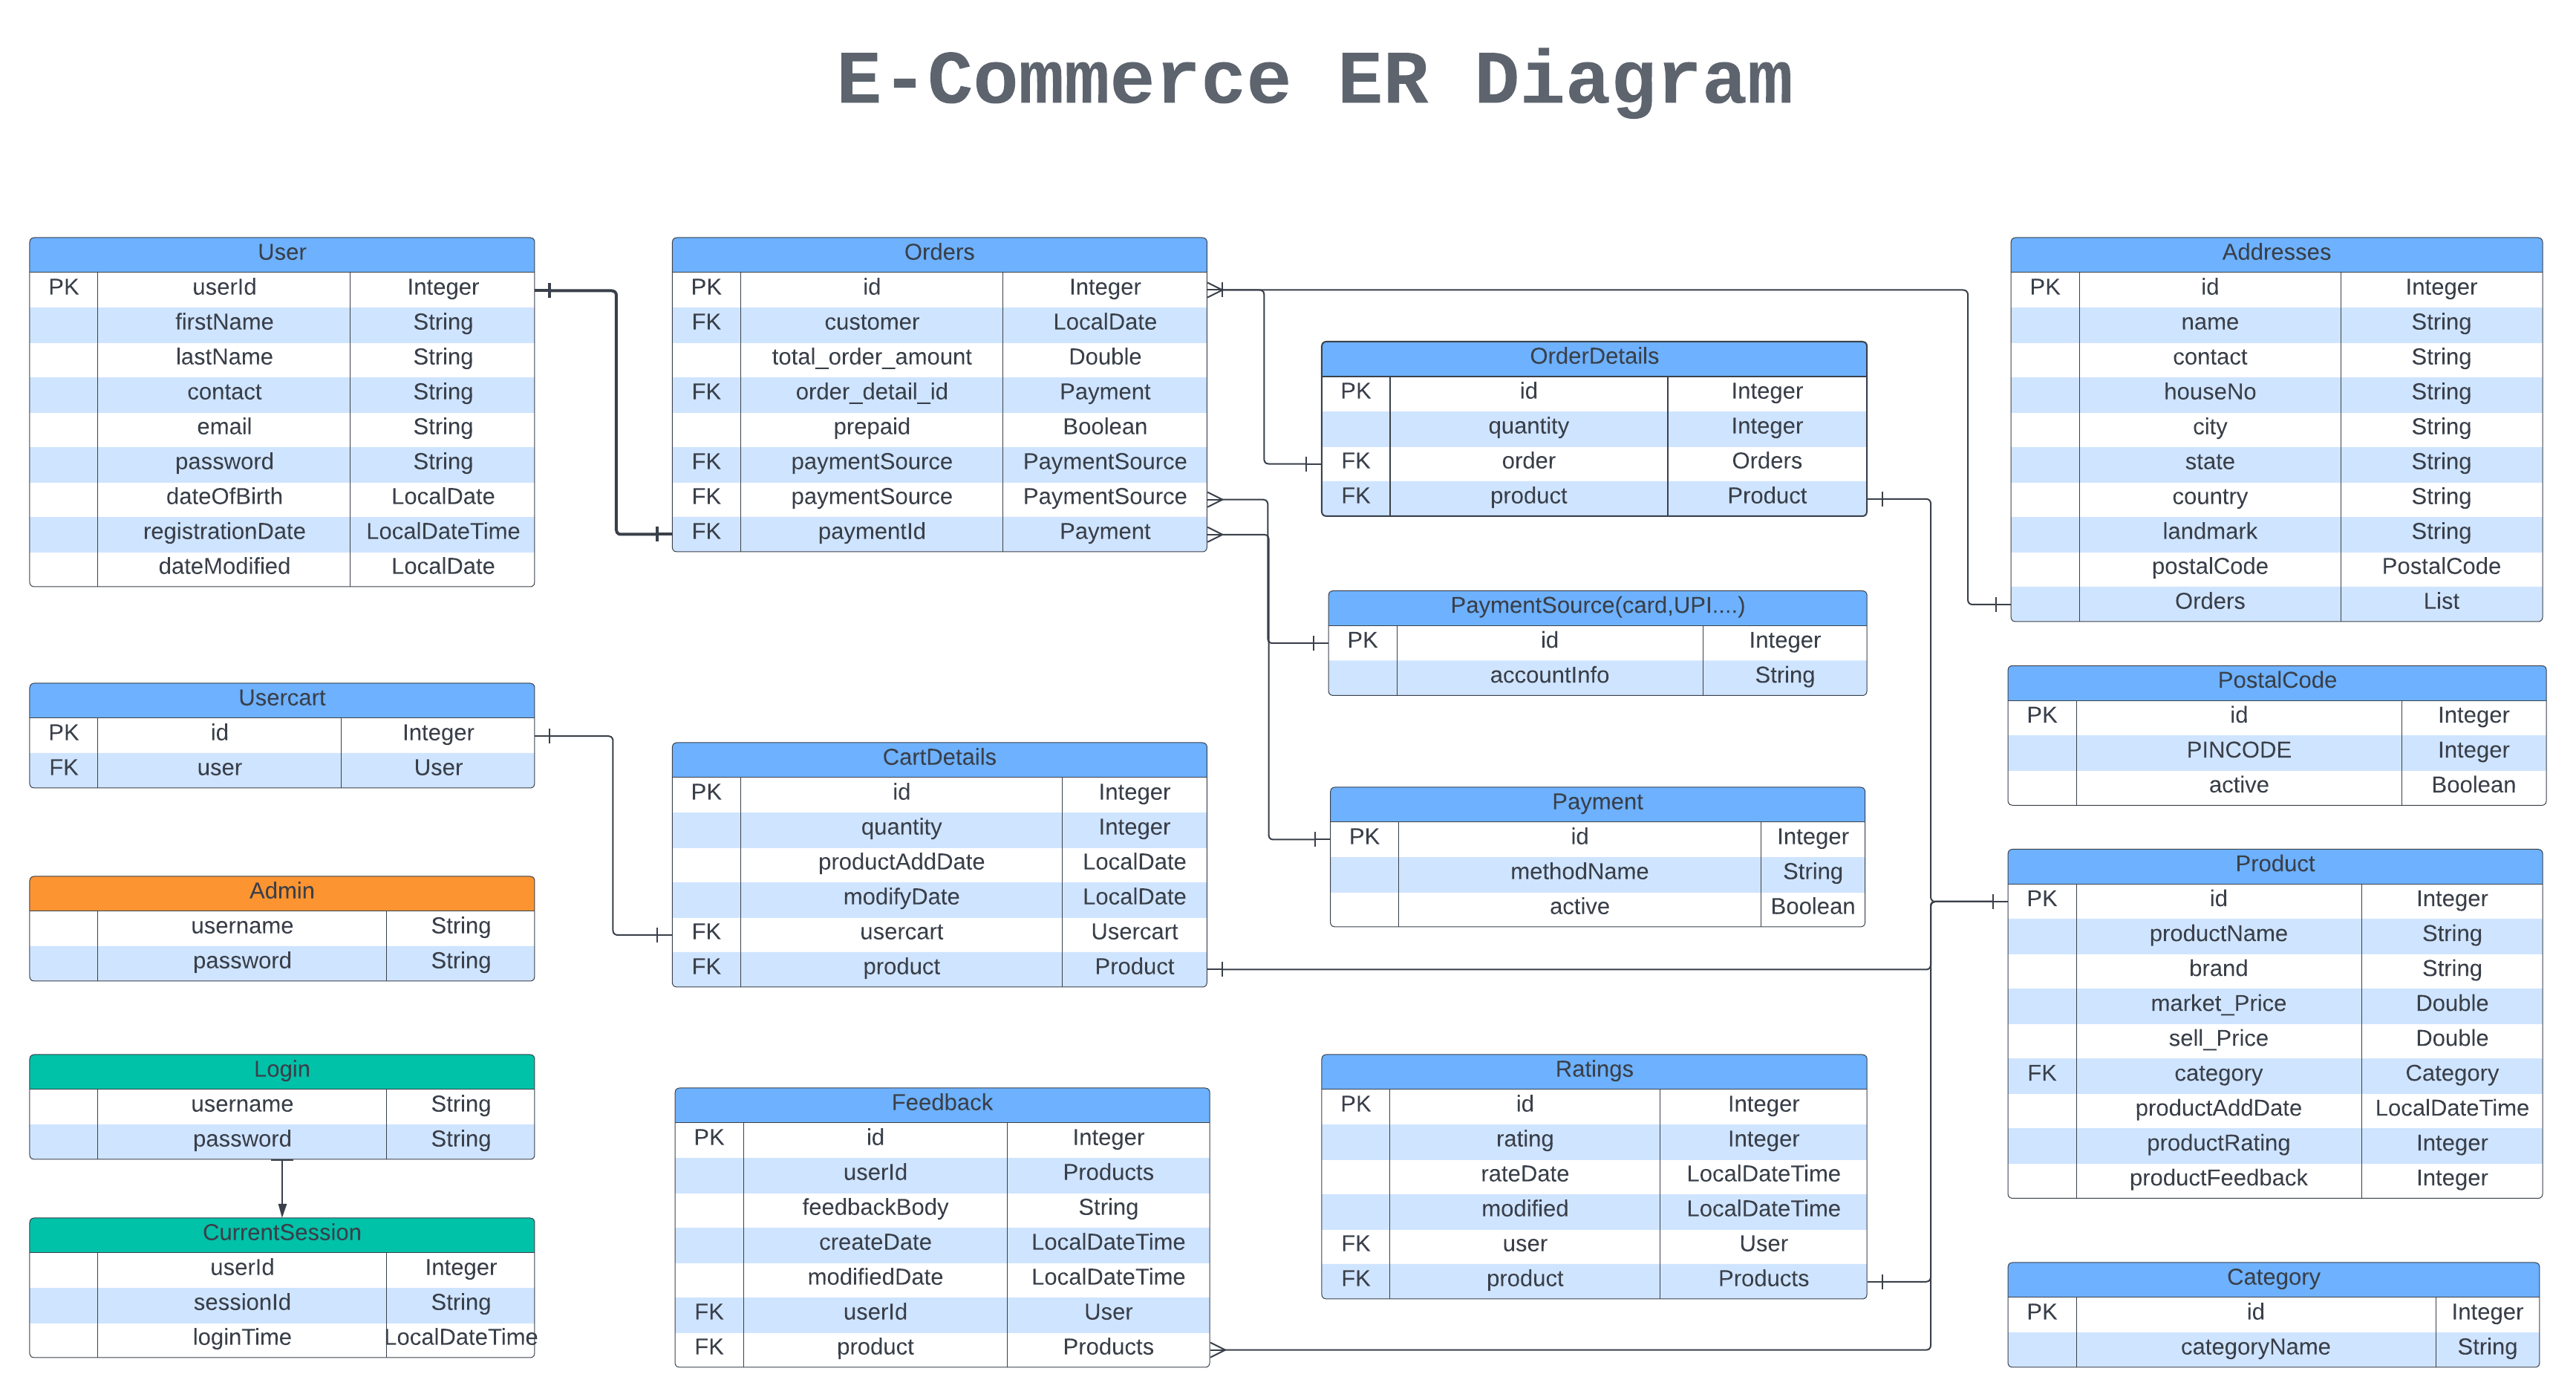 E-Commerce ER Diagram
User
PK userId Integer
firstName String
lastName String
contact String
email String
password String
dateOfBirth LocalDate
registrationDate LocalDateTime
dateModified LocalDate
Orders
PK id Integer
FK customer LocalDate
total_order_amount Double
FK order_detail_id Payment
prepaid Boolean
FK paymentSource PaymentSource
FK paymentSource PaymentSource
FK paymentId Payment
OrderDetails
PK id Integer
quantity Integer
FK order Orders
FK product Product
Addresses
PK id Integer
name String
contact String
houseNo String
city String
state String
country String
landmark String
postalCode PostalCode
Orders List
PaymentSource(card,UPI....)
PK id Integer
accountInfo String
PostalCode
PK id Integer
PINCODE Integer
active Boolean
Usercart
PK id Integer
FK user User
CartDetails
PK id Integer
quantity Integer
productAddDate LocalDate
modifyDate LocalDate
FK usercart Usercart
FK product Product
Payment
PK id Integer
methodName String
active Boolean
Product
PK id Integer
productName String
brand String
market_Price Double
sell_Price Double
FK category Category
productAddDate LocalDateTime
productRating Integer
productFeedback Integer
Admin
username String
password String
Login
username String
password String
CurrentSession
userId Integer
sessionId String
loginTime LocalDateTime
Feedback
PK id Integer
userId Products
feedbackBody String
createDate LocalDateTime
modifiedDate LocalDateTime
FK userId User
FK product Products
Ratings
PK id Integer
rating Integer
rateDate LocalDateTime
modified LocalDateTime
FK user User
FK product Products
Category
PK id Integer
categoryName String